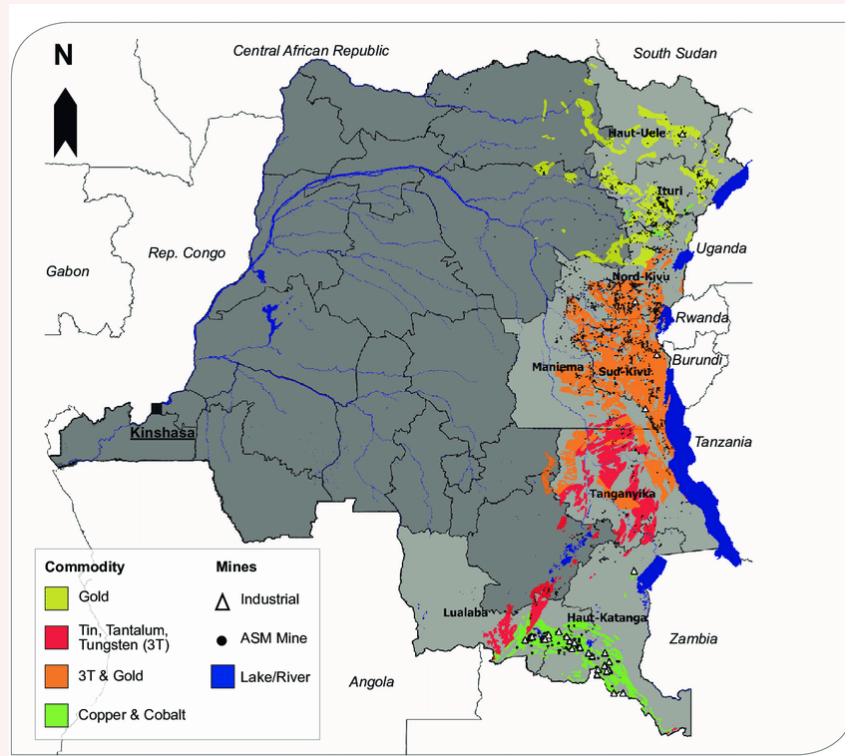 Central African Republic
South Sudan
N
Haut-Uele
Ituri
Rep. Congo
Uganda
Gabon
Nord-Kivu
Rwanda
Burundi
Maniema
Sud-Kivu
Kinshasa
Tanzania
Tanganyika
Commodity
Gold
Tin, Tantalum,
Tungsten (3T)
3T & Gold
Copper & Cobalt
Mines
Industrial
ASM Mine
Lake/River
Lualaba
Haut-Katanga
Zambia
Angola